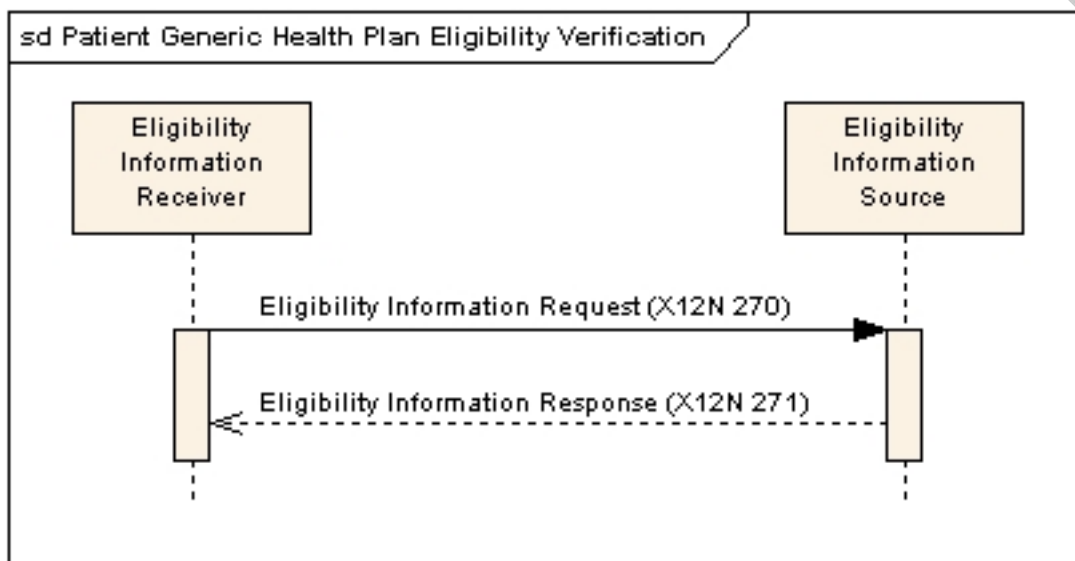 sd Patient Generic Health Plan Eligibility Verification
Eligibility
Information
Receiver
Eligibility
Information
Source
Eligibility Information Request (X12N 270)
Eligibility Information Response (X12N 271)